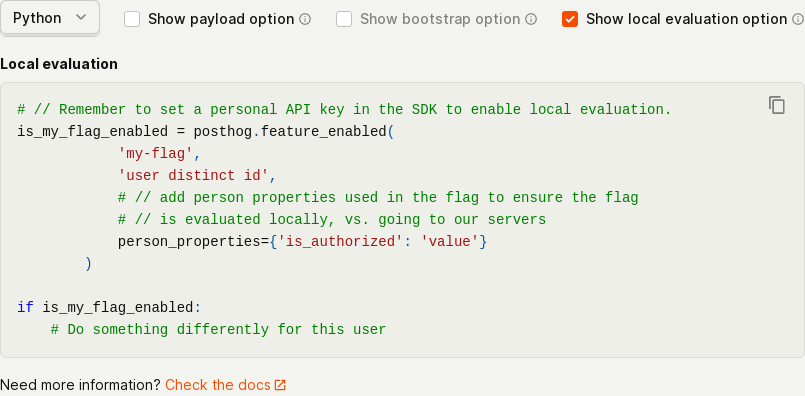 Python Show payload option Show bootstrap option Show local evaluation option
Local evaluation
# // Remember to set a personal API key in the SDK to enable local evaluation.
is_my_flag_enabled = posthog.feature_enabled(
            'my-flag',
            'user distinct id',
            # // add person properties used in the flag to ensure the flag
            # // is evaluated locally, vs. going to our servers
            person_properties={'is_authorized': 'value'}
        )
if is_my_flag_enabled:
    # Do something differently for this user
Need more information? Check the docs